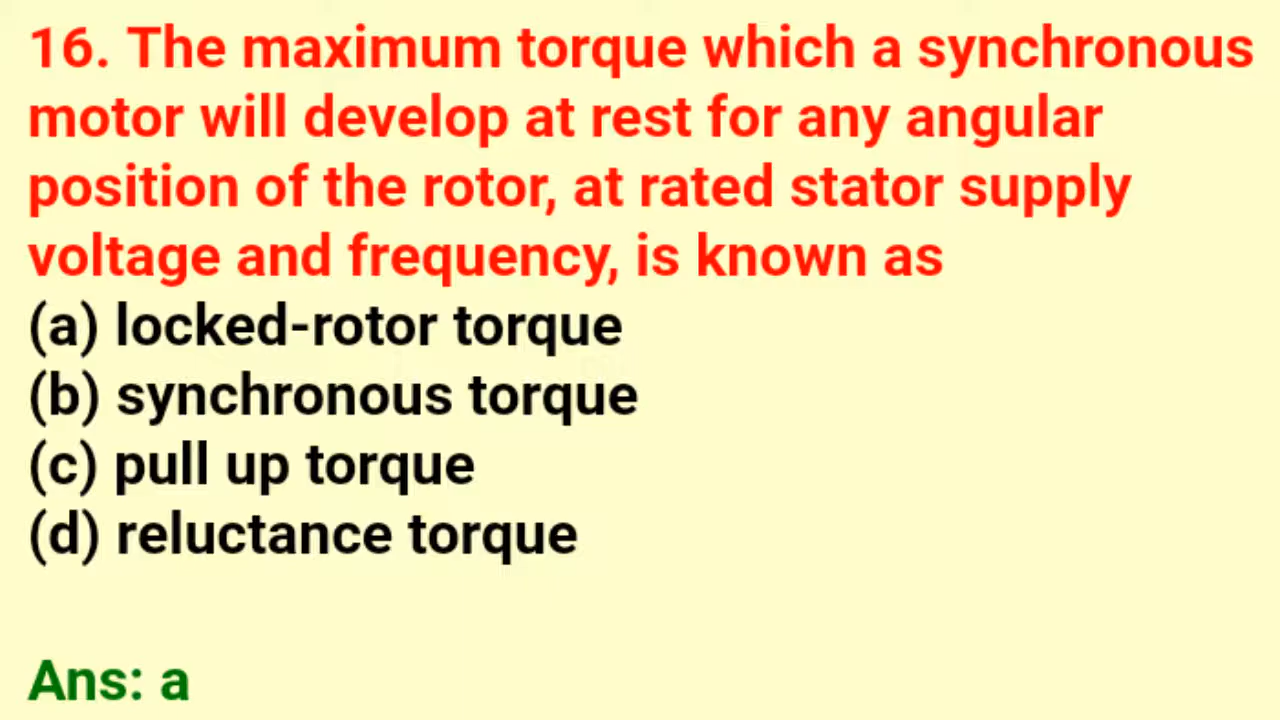 16. The maximum torque which a synchronous
motor will develop at rest for any angular
position of the rotor, at rated stator supply
voltage and frequency, is known as
(a) locked-rotor torque
(b) synchronous torque
(c) pull up torque
(d) reluctance torque
Ans: a